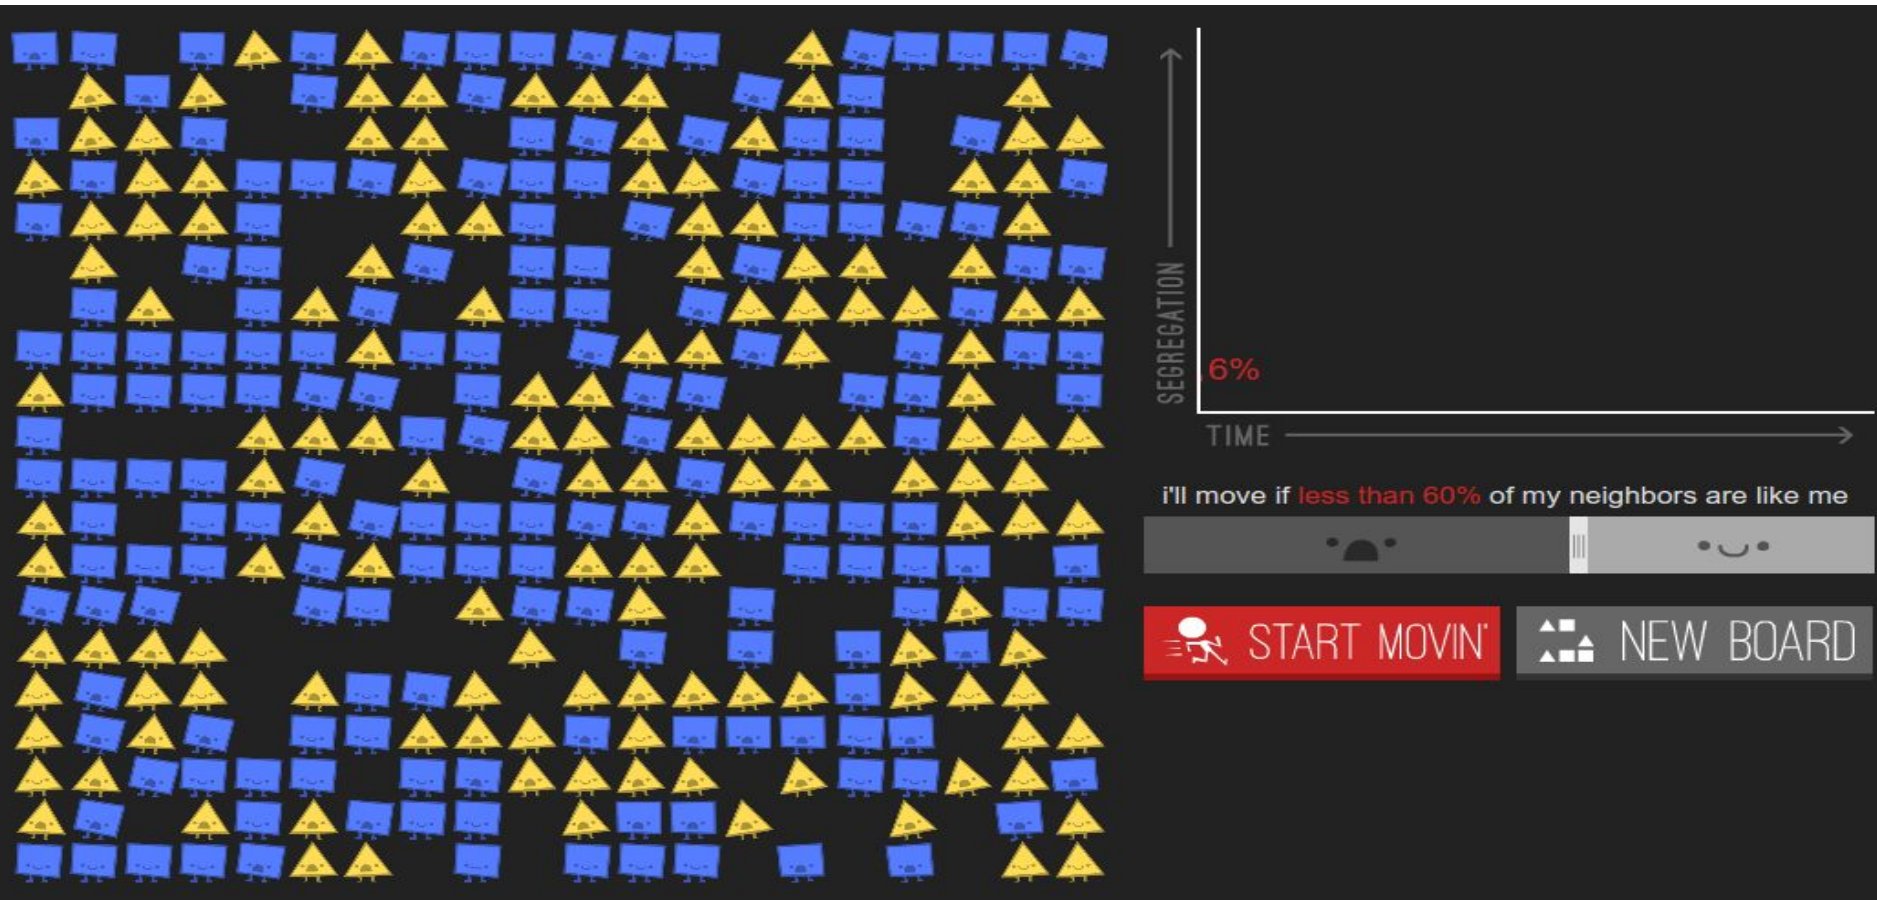 SEGREGATION
6%
TIME
i'll move if less than 60% of my neighbors are like me
START MOVIN'
NEW BOARD